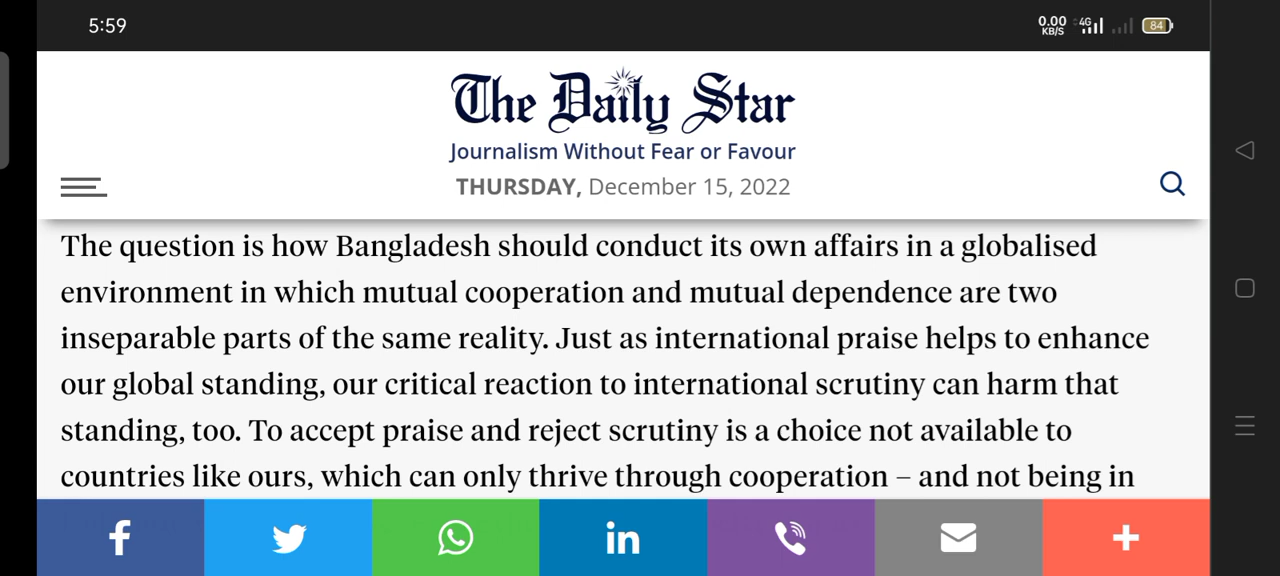 5:59
0.00 KB/S 4G 84
The Daily Star
Journalism Without Fear or Favour
THURSDAY, December 15, 2022
The question is how Bangladesh should conduct its own affairs in a globalised
environment in which mutual cooperation and mutual dependence are two
inseparable parts of the same reality. Just as international praise helps to enhance
our global standing, our critical reaction to international scrutiny can harm that
standing, too. To accept praise and reject scrutiny is a choice not available to
countries like ours, which can only thrive through cooperation – and not being in
f in +